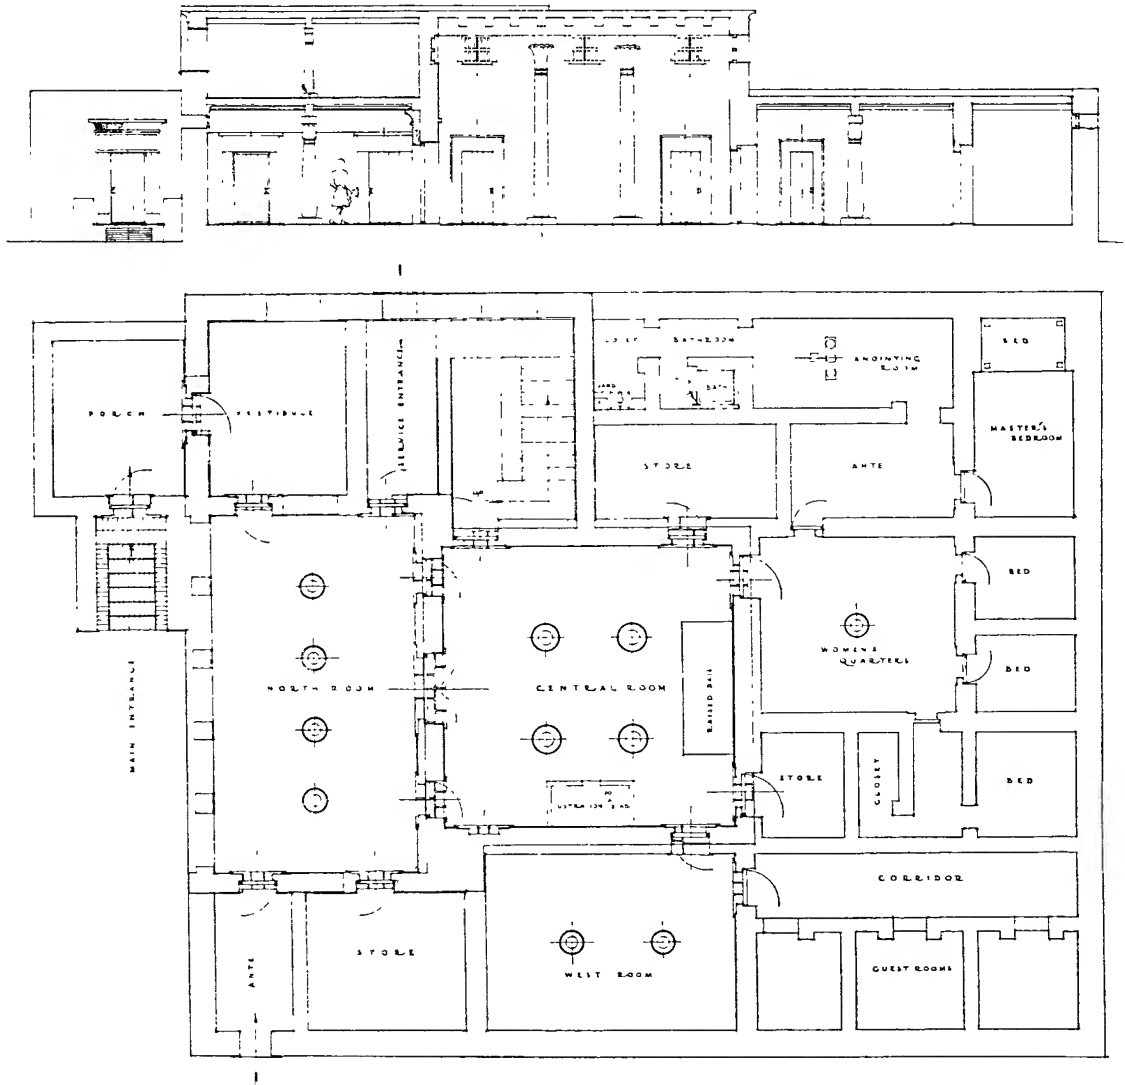 BATHROOM
BED
ANOINTING
ROOM
BATH
PORCH
VESTIBULE
SERVICE ENTRANCE
MASTER'S
BEDROOM
STORE
ANTE
UP
BED
WOMEN'S
QUARTERS
BED
NORTH ROOM
CENTRAL ROOM
RAISED DAIS
MAIN ENTRANCE
STORE
CLOSET
BED
CORRIDOR
STORE
ANTE
WEST ROOM
GUEST ROOMS